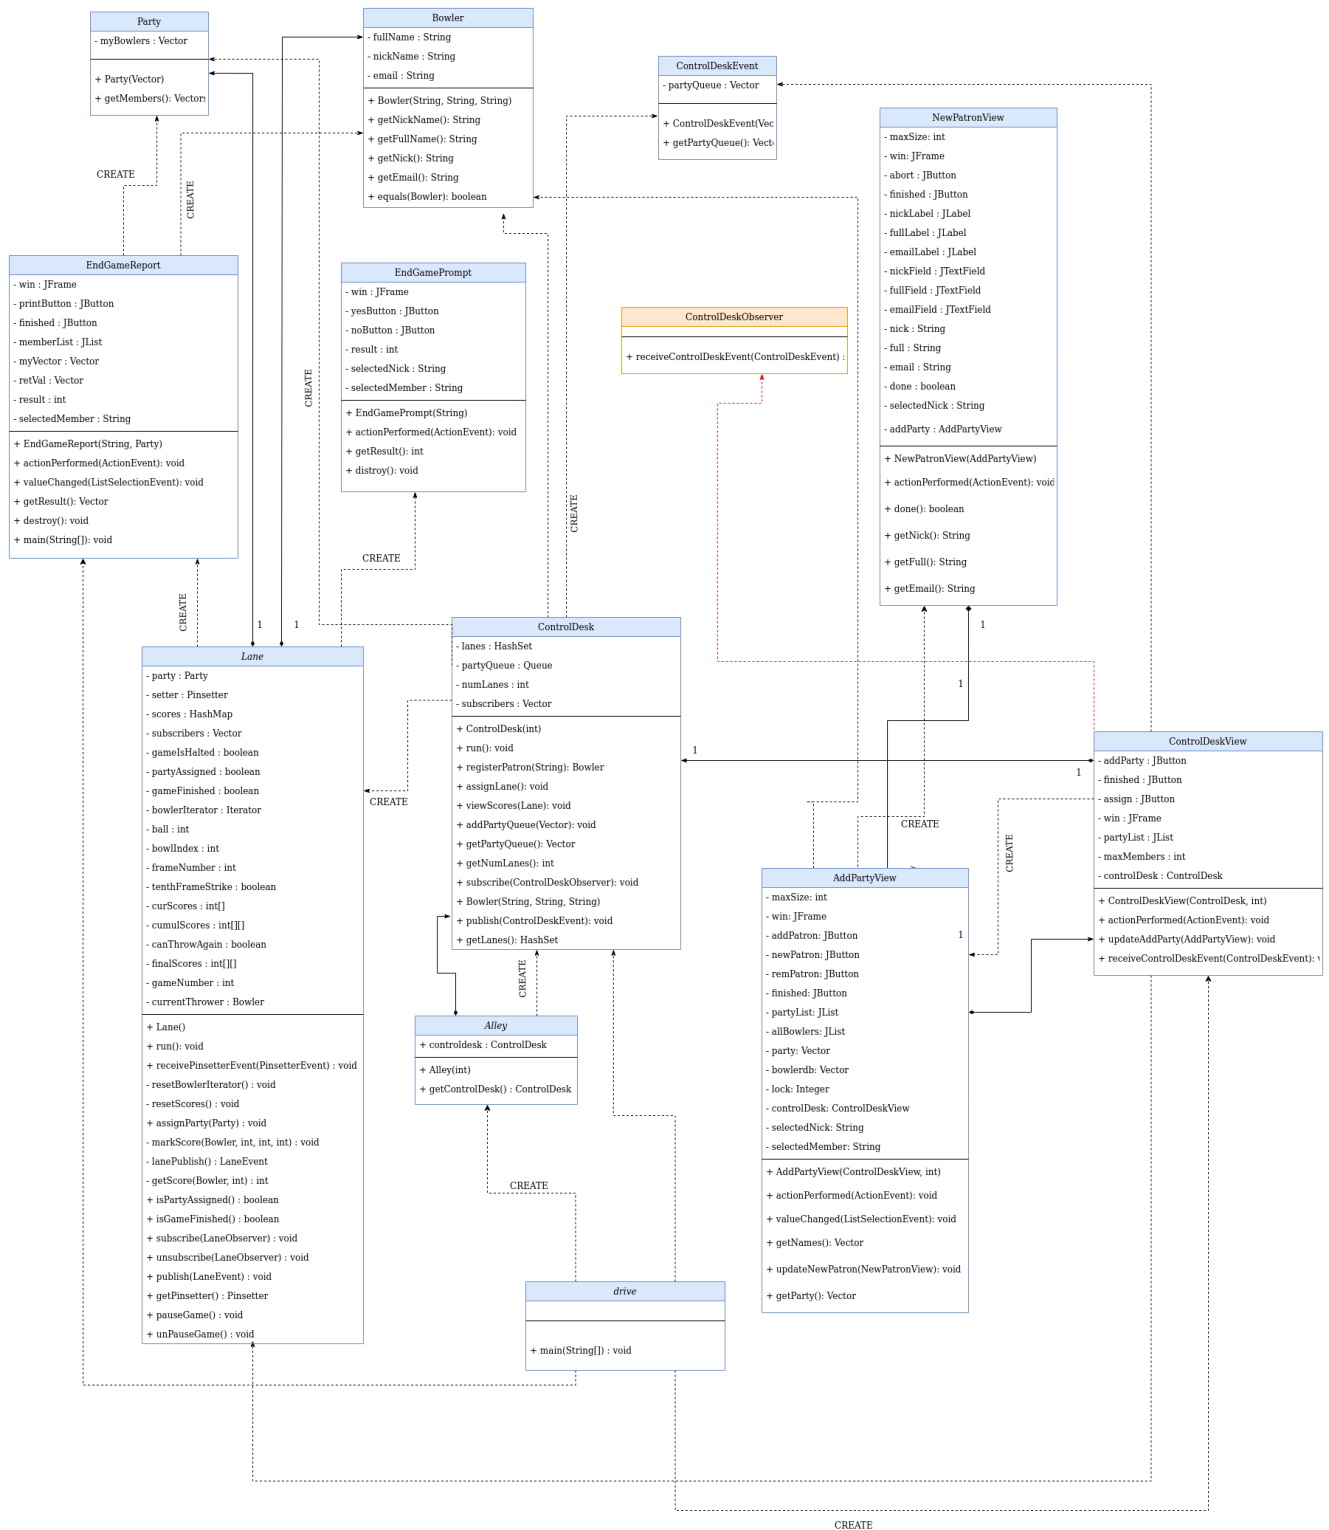 Party
- myBowlers : Vector
+ Party(Vector)
+ getMembers(): Vectors
Bowler
- fullName : String
- nickName : String
- email : String
+ Bowler(String, String, String)
+ getNickName(): String
+ getFullName(): String
+ getNick(): String
+ getEmail(): String
+ equals(Bowler): boolean
ControlDeskEvent
- partyQueue : Vector
+ ControlDeskEvent(Vec
+ getPartyQueue(): Vect
NewPatronView
- maxSize: int
- win: JFrame
- abort : JButton
- finished : JButton
- nickLabel : JLabel
- fullLabel : JLabel
- emailLabel : JLabel
- nickField : JTextField
- fullField : JTextField
- emailField : JTextField
- nick : String
- full : String
- email : String
- done : boolean
- selectedNick : String
- addParty : AddPartyView
+ NewPatronView(AddPartyView)
+ actionPerformed(ActionEvent): void
+ done(): boolean
+ getNick(): String
+ getFull(): String
+ getEmail(): String
CREATE
CREATE
EndGameReport
- win : JFrame
- printButton : JButton
- finished : JButton
- memberList : JList
- myVector : Vector
- retVal : Vector
- result : int
- selectedMember : String
+ EndGameReport(String, Party)
+ actionPerformed(ActionEvent): void
+ valueChanged(ListSelectionEvent): void
+ getResult(): Vector
+ destroy(): void
+ main(String[]): void
EndGamePrompt
- win : JFrame
- yesButton : JButton
- noButton : JButton
- result : int
- selectedNick : String
- selectedMember : String
+ EndGamePrompt(String)
+ actionPerformed(ActionEvent): void
+ getResult(): int
+ distroy(): void
ControlDeskObserver
+ receiveControlDeskEvent(ControlDeskEvent) :
CREATE
CREATE
CREATE
CREATE
1
1
1
1
Lane
- party : Party
- setter : Pinsetter
- scores : HashMap
- subscribers : Vector
- gameIsHalted : boolean
- partyAssigned : boolean
- gameFinished : boolean
- bowlerIterator : Iterator
- ball : int
- bowlIndex : int
- frameNumber : int
- tenthFrameStrike : boolean
- curScores : int[]
- cumulScores : int[][]
- canThrowAgain : boolean
- finalScores : int[][]
- gameNumber : int
- currentThrower : Bowler
+ Lane()
+ run(): void
+ receivePinsetterEvent(PinsetterEvent) : void
- resetBowlerIterator() : void
- resetScores() : void
+ assignParty(Party) : void
- markScore(Bowler, int, int, int) : void
- lanePublish() : LaneEvent
- getScore(Bowler, int) : int
+ isPartyAssigned() : boolean
+ isGameFinished() : boolean
+ subscribe(LaneObserver) : void
+ unsubscribe(LaneObserver) : void
+ publish(LaneEvent) : void
+ getPinsetter() : Pinsetter
+ pauseGame() : void
+ unPauseGame() : void
ControlDesk
- lanes : HashSet
- partyQueue : Queue
- numLanes : int
- subscribers : Vector
+ ControlDesk(int)
+ run(): void
+ registerPatron(String): Bowler
+ assignLane(): void
+ viewScores(Lane): void
+ addPartyQueue(Vector): void
+ getPartyQueue(): Vector
+ getNumLanes(): int
+ subscribe(ControlDeskObserver): void
+ Bowler(String, String, String)
+ publish(ControlDeskEvent): void
+ getLanes(): HashSet
1
1
CREATE
CREATE
CREATE
CREATE
ControlDeskView
- addParty : JButton
- finished : JButton
- assign : JButton
- win : JFrame
- partyList : JList
- maxMembers : int
- controlDesk : ControlDesk
+ ControlDeskView(ControlDesk, int)
+ actionPerformed(ActionEvent): void
+ updateAddParty(AddPartyView): void
+ receiveControlDeskEvent(ControlDeskEvent):
AddPartyView
- maxSize: int
- win: JFrame
- addPatron: JButton
- newPatron: JButton
- remPatron: JButton
- finished: JButton
- partyList: JList
- allBowlers: JList
- party: Vector
- bowlerdb: Vector
- lock: Integer
- controlDesk: ControlDeskView
- selectedNick: String
- selectedMember: String
+ AddPartyView(ControlDeskView, int)
+ actionPerformed(ActionEvent): void
+ valueChanged(ListSelectionEvent): void
+ getNames(): Vector
+ updateNewPatron(NewPatronView): void
+ getParty(): Vector
1
Alley
+ controldesk : ControlDesk
+ Alley(int)
+ getControlDesk() : ControlDesk
CREATE
drive
+ main(String[]) : void
CREATE